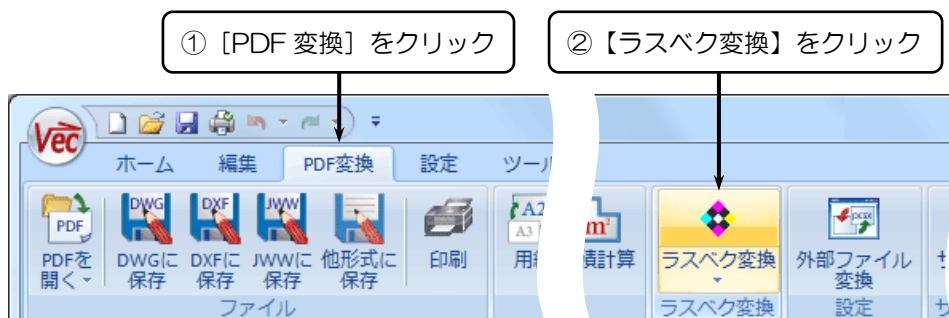 ① [PDF 変換] をクリック
②【ラスベク変換】をクリック
Vec
ホーム 編集 PDF変換 設定
PDF
DWG
DXF
JWW
A3
m²
PCSX
PDFを
開く
DWGに
保存
DXFに
保存
JWWに
保存
他形式に
保存
印刷
積計算
ラスベク変換
外部ファイル
変換
ファイル
ラスベク変換
設定